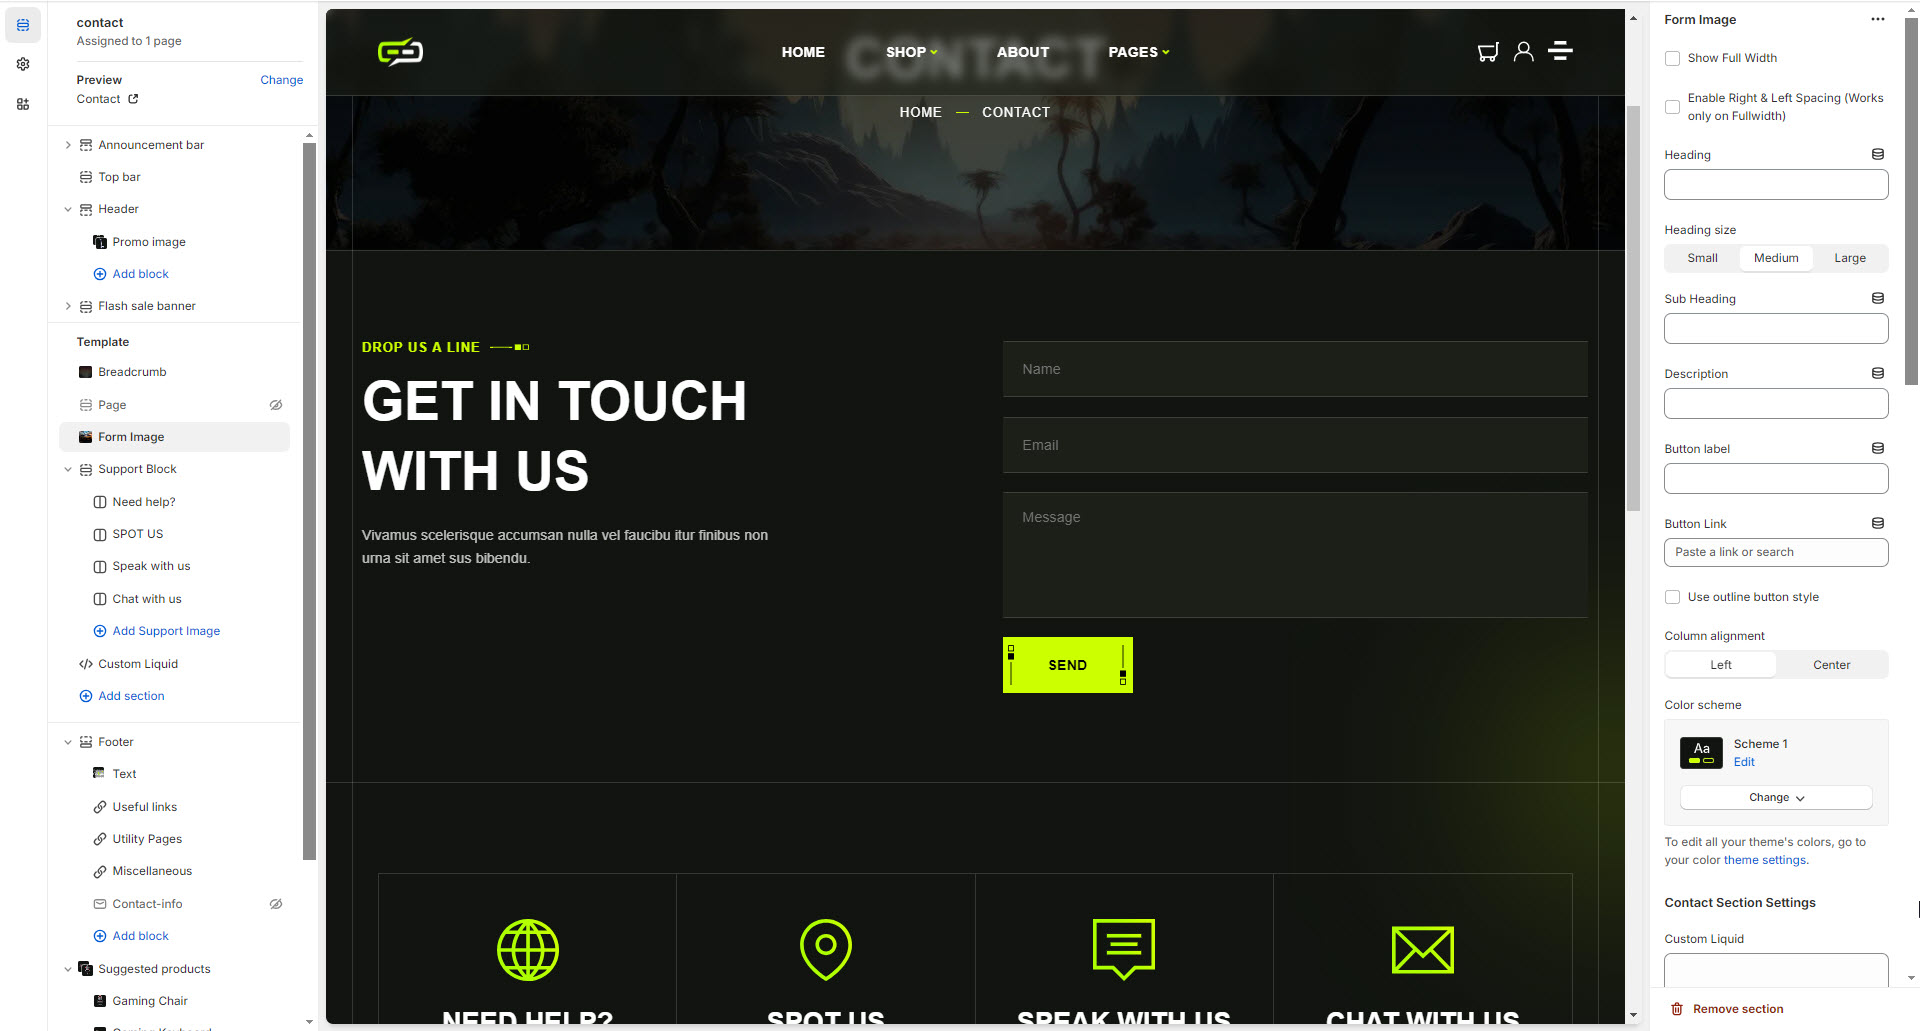 contact
Assigned to 1 page
Preview
Change
Contact
Announcement bar
Top bar
Header
Promo image
Add block
Flash sale banner
Template
Breadcrumb
Page
Form Image
Support Block
Need help?
SPOT US
Speak with us
Chat with us
Add Support Image
Custom Liquid
Add section
Footer
Text
Useful links
Utility Pages
Miscellaneous
Contact-info
Add block
Suggested products
Gaming Chair
Gaming Keyboard
CONTACT
HOME
SHOP
ABOUT
PAGES
HOME — CONTACT
DROP US A LINE
GET IN TOUCH
WITH US
Vivamus scelerisque accumsan nulla vel faucibu itur finibus non
urna sit amet sus bibendu.
Name
Email
Message
SEND
NEED HELP?
SPOT US
SPEAK WITH US
CHAT WITH US
Form Image
Show Full Width
Enable Right & Left Spacing (Works
only on Fullwidth)
Heading
Heading size
Small
Medium
Large
Sub Heading
Description
Button label
Button Link
Paste a link or search
Use outline button style
Column alignment
Left
Center
Color scheme
Aa
Scheme 1
Edit
Change
To edit all your theme's colors, go to
your color theme settings.
Contact Section Settings
Custom Liquid
Remove section